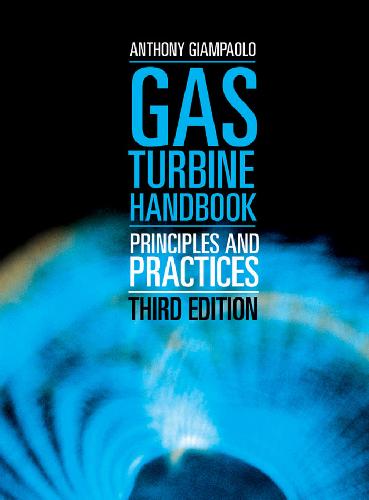 ANTHONY GIAMPAOLO
GAS
TURBINE
HANDBOOK
PRINCIPLES AND
PRACTICES
THIRD EDITION